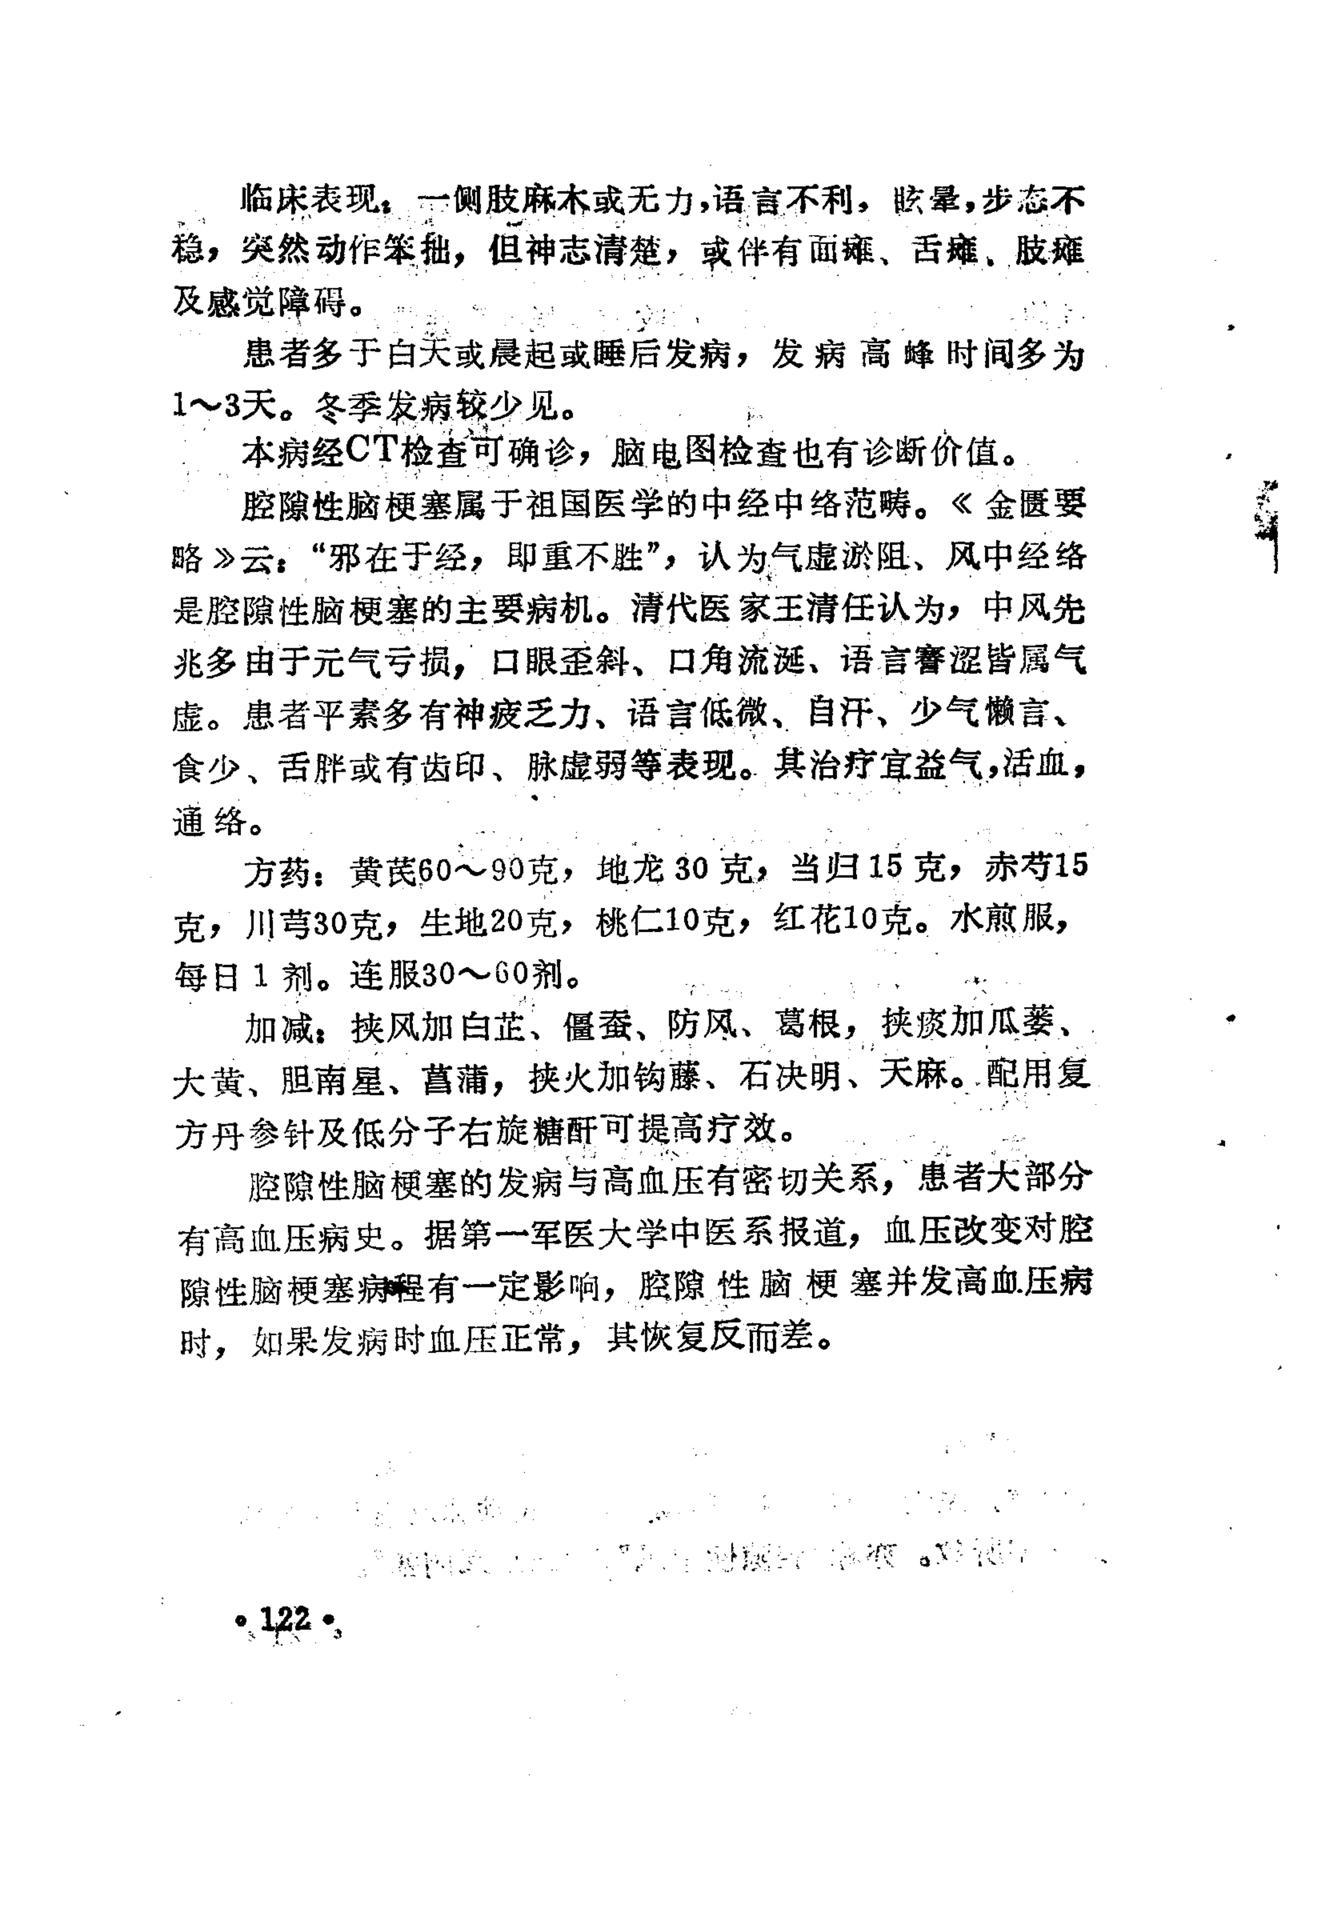 临床表现：一侧肢麻木或无力，语言不利，眩晕，步态不
稳，突然动作笨拙，但神志清楚，或伴有面瘫、舌瘫、肢瘫
及感觉障碍。
患者多于白天或晨起或睡后发病，发病高峰时间多为
1～3天。冬季发病较少见。
本病经CT检查可确诊，脑电图检查也有诊断价值。
腔隙性脑梗塞属于祖国医学的中经中络范畴。《金匮要
略》云：“邪在于经，即重不胜”，认为气虚淤阻、风中经络
是腔隙性脑梗塞的主要病机。清代医家王清任认为，中风先
兆多由于元气亏损，口眼歪斜、口角流涎、语言謇涩皆属气
虚。患者平素多有神疲乏力、语言低微、自汗、少气懒言、
食少、舌胖或有齿印、脉虚弱等表现。其治疗宜益气，活血，
通络。
方药：黄芪60～90克，地龙30克，当归15克，赤芍15
克，川芎30克，生地20克，桃仁10克，红花10克。水煎服，
每日1剂。连服30～60剂。
加减：挟风加白芷、僵蚕、防风、葛根，挟痰加瓜蒌、
大黄、胆南星、菖蒲，挟火加钩藤、石决明、天麻。配用复
方丹参针及低分子右旋糖酐可提高疗效。
腔隙性脑梗塞的发病与高血压有密切关系，患者大部分
有高血压病史。据第一军医大学中医系报道，血压改变对腔
隙性脑梗塞病程有一定影响，腔隙性脑梗塞并发高血压病
时，如果发病时血压正常，其恢复反而差。
•122•